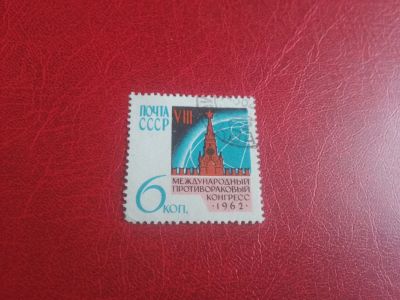 ПОЧТА
СССР
VIII
МЕЖДУНАРОДНЫЙ
ПРОТИВОРАКОВЫЙ
КОНГРЕСС
·1962·
6 КОП.